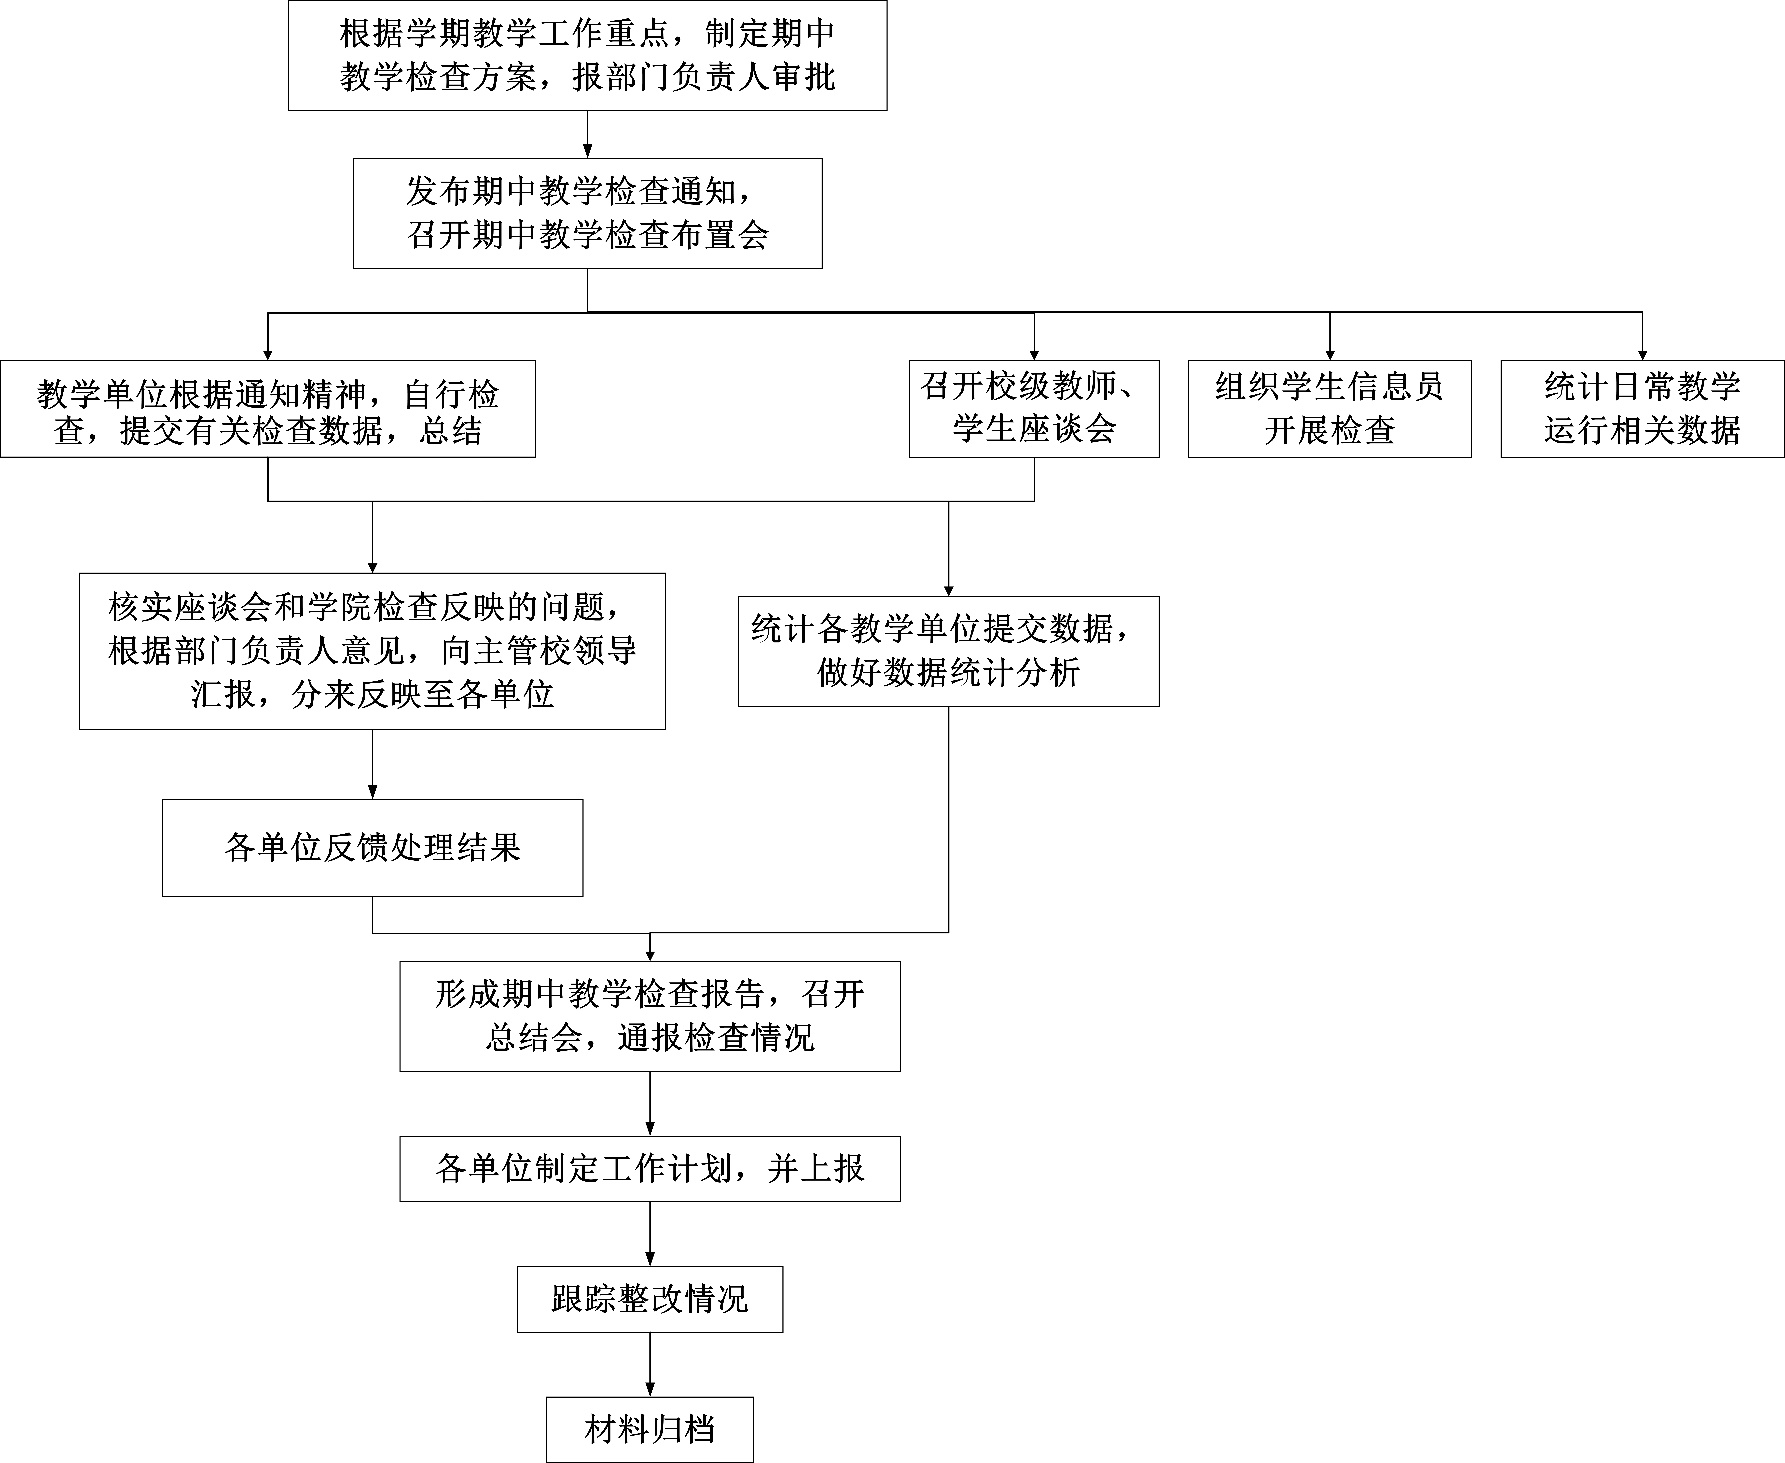 根据学期教学工作重点，制定期中
教学检查方案，报部门负责人审批
发布期中教学检查通知，
召开期中教学检查布置会
教学单位根据通知精神，自行检
查，提交有关检查数据，总结
召开校级教师、
学生座谈会
组织学生信息员
开展检查
统计日常教学
运行相关数据
核实座谈会和学院检查反映的问题，
根据部门负责人意见，向主管校领导
汇报，分来反映至各单位
统计各教学单位提交数据，
做好数据统计分析
各单位反馈处理结果
形成期中教学检查报告，召开
总结会，通报检查情况
各单位制定工作计划，并上报
跟踪整改情况
材料归档